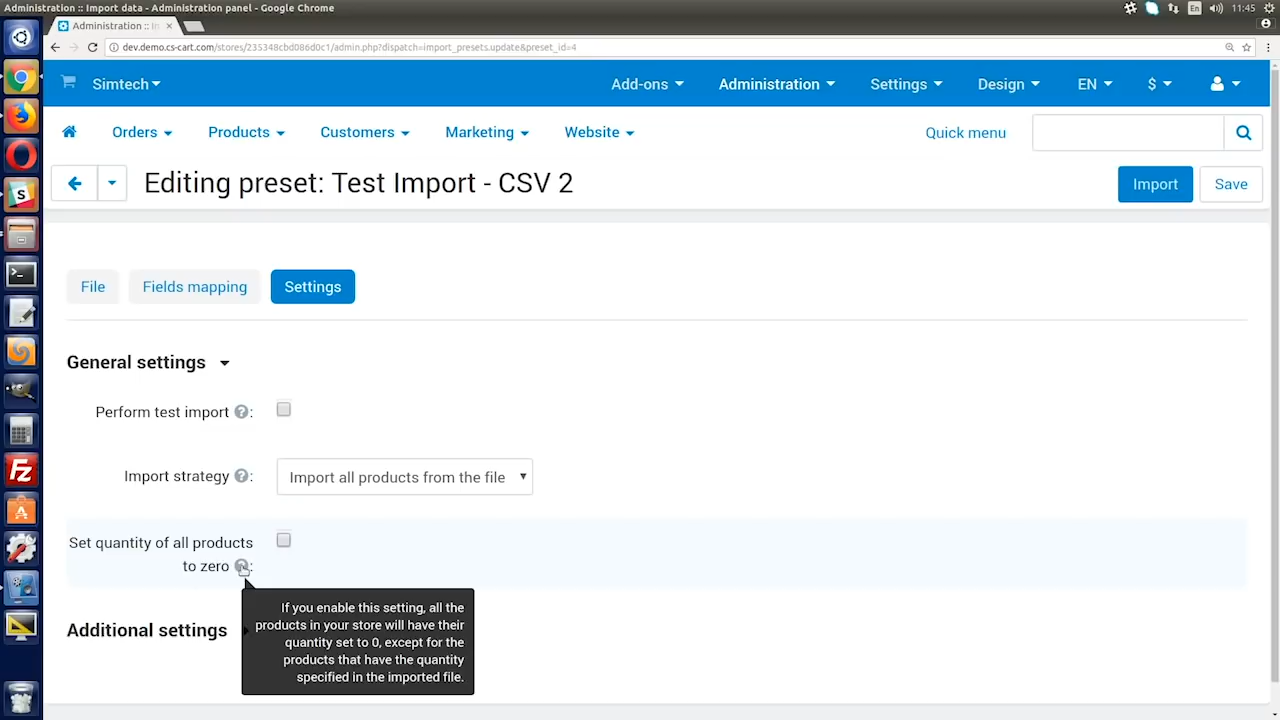 Administration :: Import data - Administration panel - Google Chrome
En
11:45
Administration :: In
dev.demo.cs-cart.com/stores/235348cbd086d0c1/admin.php?dispatch=import_presets.update&preset_id=4
Simtech
Add-ons
Administration
Settings
Design
EN
$
Orders
Products
Customers
Marketing
Website
Quick menu
Editing preset: Test Import - CSV 2
Import
Save
File
Fields mapping
Settings
General settings
Perform test import ?:
Import strategy ?:
Import all products from the file
Set quantity of all products
to zero ?:
If you enable this setting, all the
products in your store will have their
quantity set to 0, except for the
products that have the quantity
specified in the imported file.
Additional settings